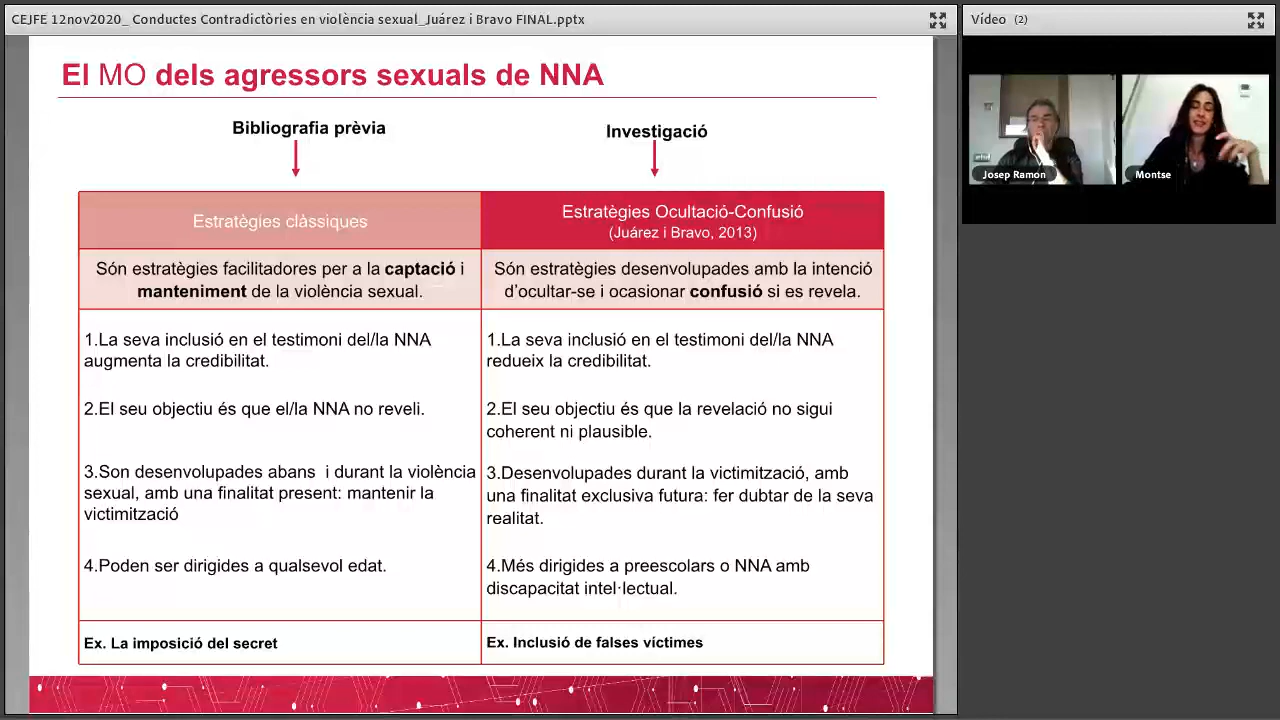 CEJFE 12nov2020_ Conductes Contradictòries en violència sexual_Juárez i Bravo FINAL.pptx
Vídeo (2)
El MO dels agressors sexuals de NNA
Bibliografia prèvia
Investigació
Estratègies clàssiques
Estratègies Ocultació-Confusió
(Juárez i Bravo, 2013)
Són estratègies facilitadores per a la captació i
manteniment de la violència sexual.
Són estratègies desenvolupades amb la intenció
d’ocultar-se i ocasionar confusió si es revela.
1.La seva inclusió en el testimoni del/la NNA
augmenta la credibilitat.
2.El seu objectiu és que el/la NNA no reveli.
3.Son desenvolupades abans i durant la violència
sexual, amb una finalitat present: mantenir la
victimització
4.Poden ser dirigides a qualsevol edat.
1.La seva inclusió en el testimoni del/la NNA
redueix la credibilitat.
2.El seu objectiu és que la revelació no sigui
coherent ni plausible.
3.Desenvolupades durant la victimització, amb
una finalitat exclusiva futura: fer dubtar de la seva
realitat.
4.Més dirigides a preescolars o NNA amb
discapacitat intel·lectual.
Ex. La imposició del secret
Ex. Inclusió de falses víctimes
Josep Ramon
Montse